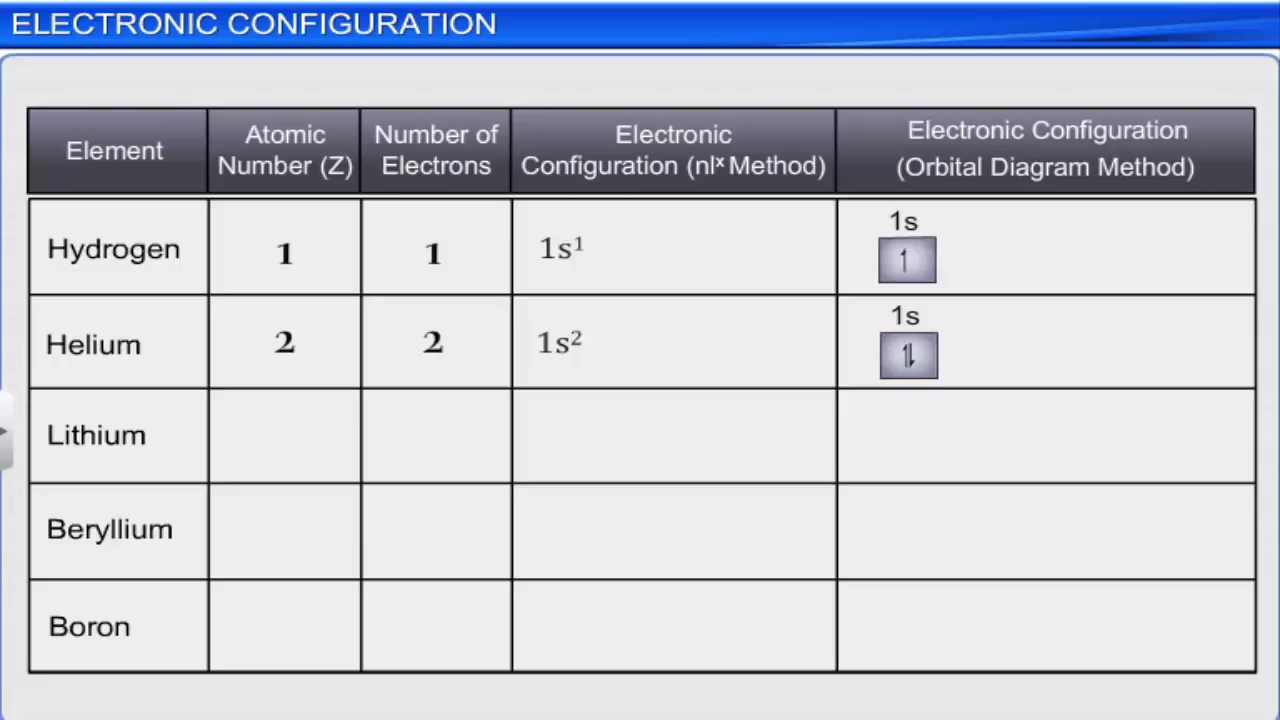 ELECTRONIC CONFIGURATION
Element
Atomic
Number (Z)
Number of
Electrons
Electronic
Configuration (nlˣ Method)
Electronic Configuration
(Orbital Diagram Method)
Hydrogen
1
1
1s¹
1s
↿
Helium
2
2
1s²
1s
⥮
Lithium
Beryllium
Boron